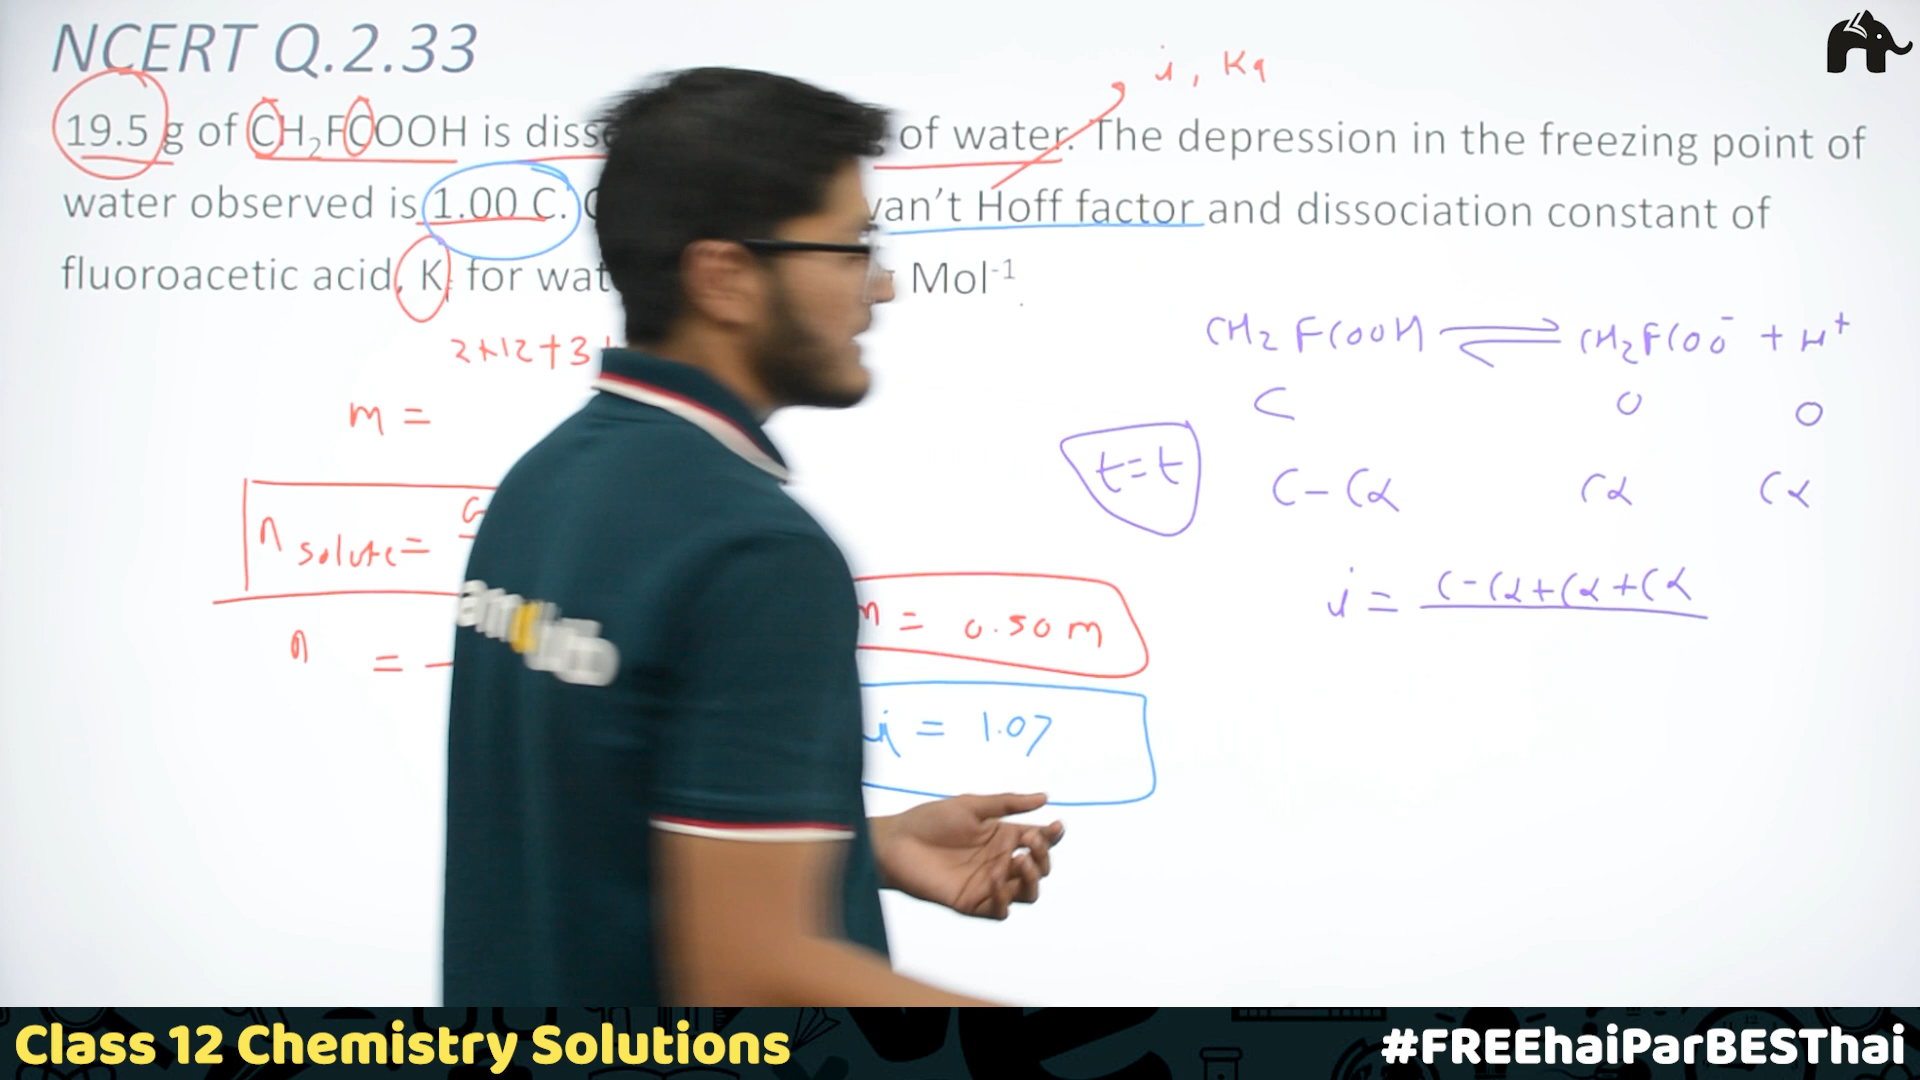 NCERT Q.2.33
i, Ka
19.5 g of CH₂FCOOH is of water. The depression in the freezing point of
water observed is 1.00 C. van't Hoff factor and dissociation constant of
fluoroacetic acid, K for Mol⁻¹
2×12+3
CH₂FCOOH ⇌ CH₂FCOO⁻ + H⁺
m =
C 0 0
t=t
C-Cα Cα Cα
n solute =
i = C-Cα+Cα+Cα
n =
= 0.50 m
i = 1.07
Class 12 Chemistry Solutions
#FREEhaiParBESThai